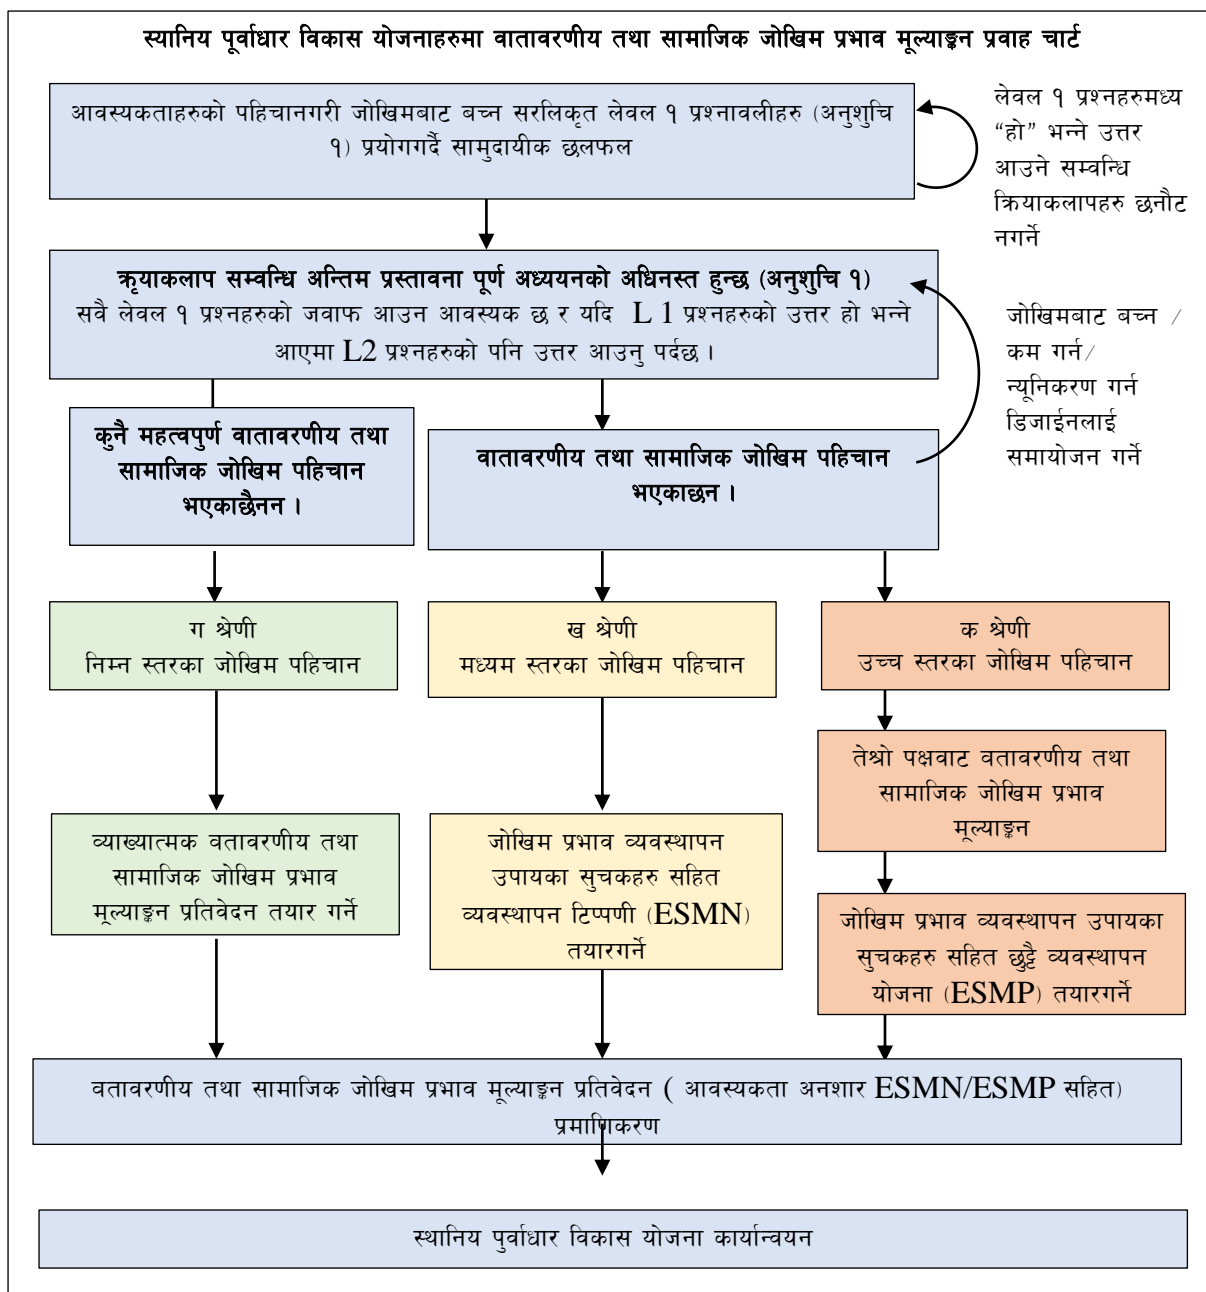 स्यानिय पूर्वाधार विकास योजनाहरुमा वातावरणीय तथा सामाजिक जोखिम प्रभाव मूल्याङ्कन प्रवाह चार्ट
आवस्यकताहरुको पहिचानगरी जोखिमबाट बच्न सरलिकृत लेवल १ प्रश्नावलीहरु (अनुशुचि
१) प्रयोगगर्दै सामुदायीक छलफल
लेवल १ प्रश्नहरुमध्य
“हो” भन्ने उत्तर
आउने सम्वन्धि
क्रियाकलापहरु छनौट
नगर्ने
कृयाकलाप सम्वन्धि अन्तिम प्रस्तावना पूर्ण अध्ययनको अधिनस्त हुन्छ (अनुशुचि १)
सवै लेवल १ प्रश्नहरुको जवाफ आउन आवस्यक छ र यदि L 1 प्रश्नहरुको उत्तर हो भन्ने
आएमा L2 प्रश्नहरुको पनि उत्तर आउनु पर्दछ ।
जोखिमबाट बच्न /
कम गर्न/
न्यूनिकरण गर्न
डिजाईनलाई
समायोजन गर्ने
कुनै महत्वपुर्ण वातावरणीय तथा
सामाजिक जोखिम पहिचान
भएकाछैनन ।
वातावरणीय तथा सामाजिक जोखिम पहिचान
भएकाछन ।
ग श्रेणी
निम्न स्तरका जोखिम पहिचान
ख श्रेणी
मध्यम स्तरका जोखिम पहिचान
क श्रेणी
उच्च स्तरका जोखिम पहिचान
तेश्रो पक्षवाट वतावरणीय तथा
सामाजिक जोखिम प्रभाव
मूल्याङ्कन
व्याख्यात्मक वतावरणीय तथा
सामाजिक जोखिम प्रभाव
मूल्याङ्कन प्रतिवेदन तयार गर्ने
जोखिम प्रभाव व्यवस्थापन
उपायका सुचकहरु सहित
व्यवस्थापन टिप्पणी (ESMN)
तयारगर्ने
जोखिम प्रभाव व्यवस्थापन उपायका
सुचकहरु सहित छुट्टै व्यवस्थापन
योजना (ESMP) तयारगर्ने
वतावरणीय तथा सामाजिक जोखिम प्रभाव मूल्याङ्कन प्रतिवेदन ( आवस्यकता अनशार ESMN/ESMP सहित)
प्रमाणिकरण
स्थानिय पुर्वाधार विकास योजना कार्यान्वयन